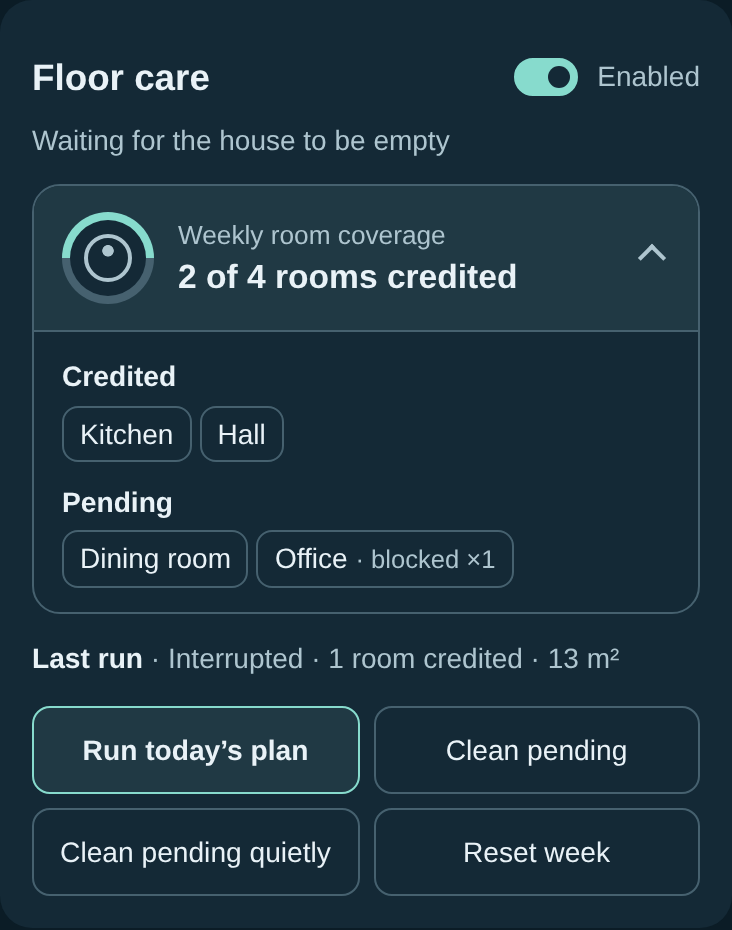 Floor care
Enabled
Waiting for the house to be empty
Weekly room coverage
2 of 4 rooms credited
Credited
Kitchen Hall
Pending
Dining room Office · blocked ×1
Last run · Interrupted · 1 room credited · 13 m²
Run today’s plan
Clean pending
Clean pending quietly
Reset week